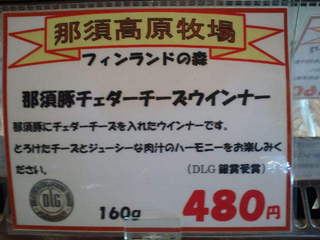 那須高原牧場
フィンランドの森
那須豚チェダーチーズウインナー
那須豚にチェダーチーズを入れたウインナーです。
とろけたチーズとジューシーな肉汁のハーモニーをお楽しみく
ださい。
(DLG 銀賞受賞)
DLG
160g
480円